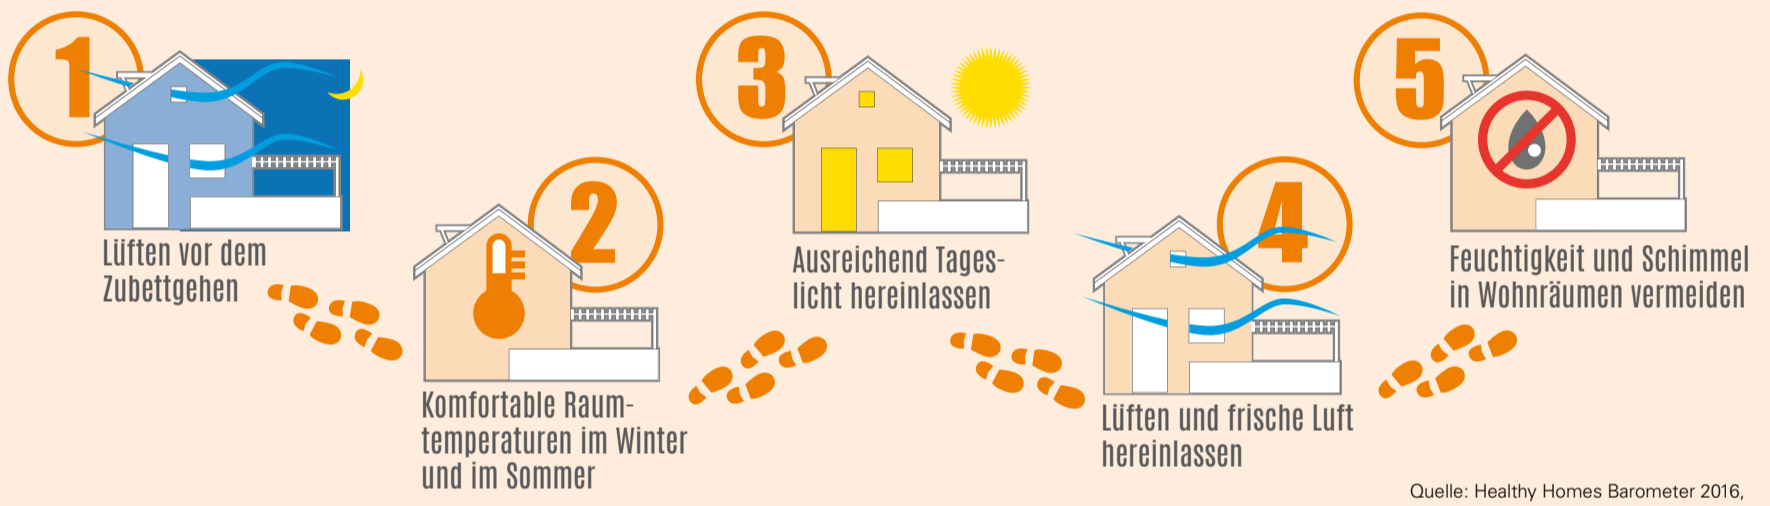 1
Lüften vor dem
Zubettgehen
2
Komfortable Raum-
temperaturen im Winter
und im Sommer
3
Ausreichend Tages-
licht hereinlassen
4
Lüften und frische Luft
hereinlassen
5
Feuchtigkeit und Schimmel
in Wohnräumen vermeiden
Quelle: Healthy Homes Barometer 2016,